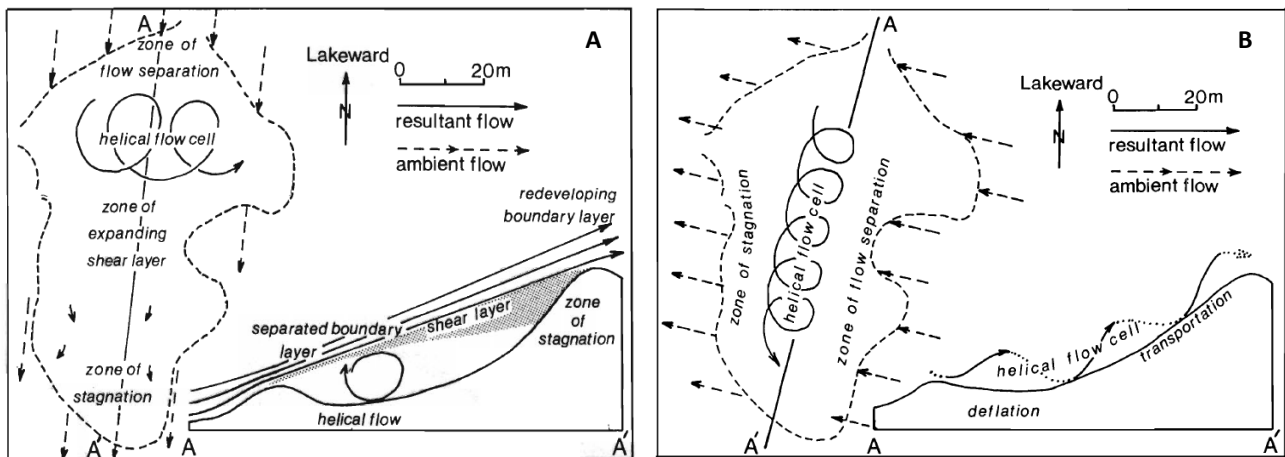 A
A
zone of
flow separation
Lakeward
N
0 20m
resultant flow
ambient flow
helical flow cell
zone of
expanding
shear layer
redeveloping
boundary layer
separated boundary
layer
shear layer
zone
of
stagnation
zone of
stagnation
helical flow
A'
A
A'
B
A
Lakeward
N
0 20m
resultant flow
ambient flow
zone of stagnation
helical flow cell
zone of flow separation
helical flow cell
transportation
deflation
A'
A
A'